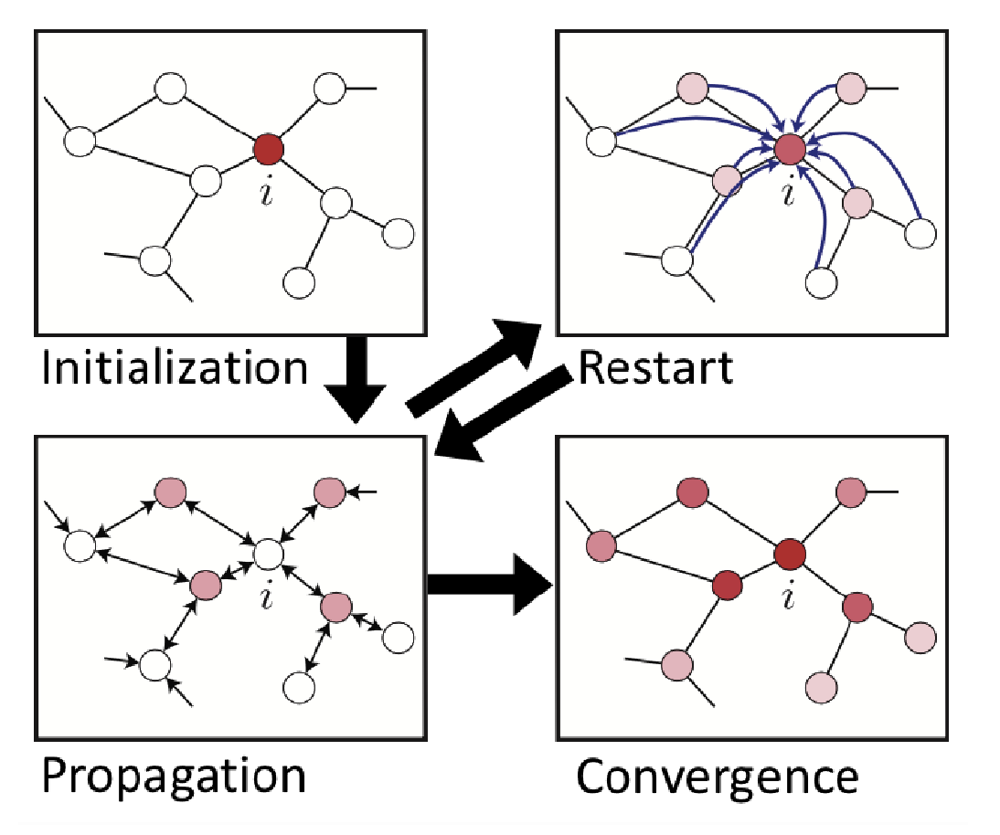 i
Initialization
i
Restart
i
Propagation
i
Convergence